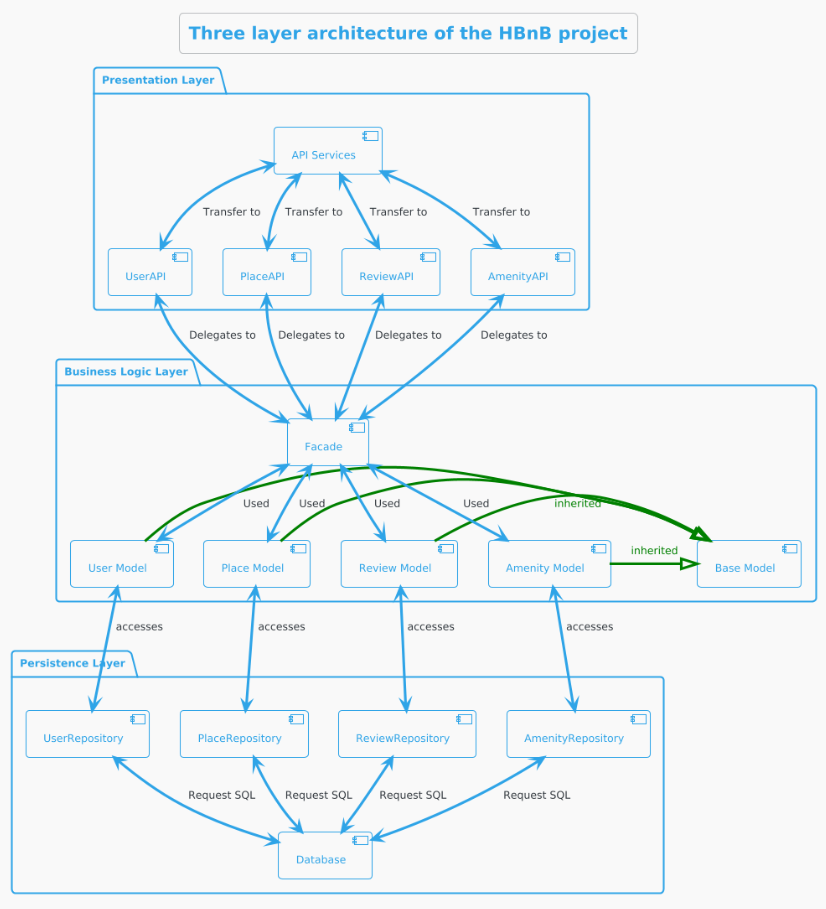 Three layer architecture of the HBnB project
Presentation Layer
API Services
Transfer to
Transfer to
Transfer to
Transfer to
UserAPI
PlaceAPI
ReviewAPI
AmenityAPI
Delegates to
Delegates to
Delegates to
Delegates to
Business Logic Layer
Facade
Used
Used
Used
Used
inherited
inherited
User Model
Place Model
Review Model
Amenity Model
Base Model
accesses
accesses
accesses
accesses
Persistence Layer
UserRepository
PlaceRepository
ReviewRepository
AmenityRepository
Request SQL
Request SQL
Request SQL
Request SQL
Database